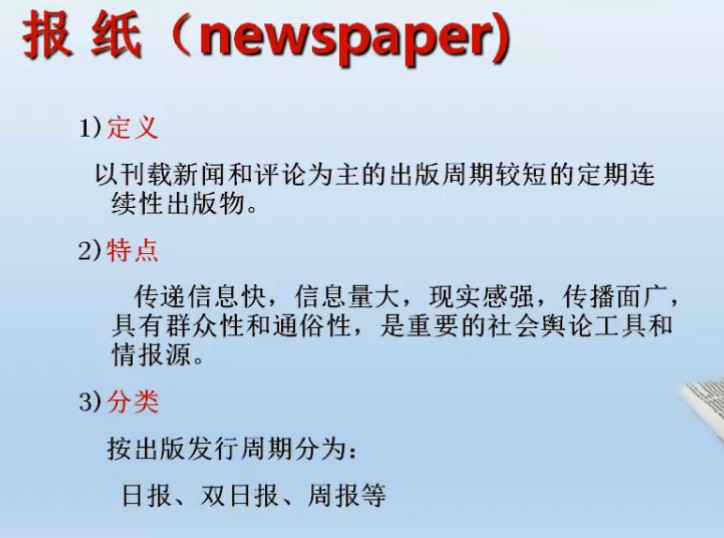 报 纸（newspaper)
1)定义
以刊载新闻和评论为主的出版周期较短的定期连
续性出版物。
2)特点
传递信息快，信息量大，现实感强，传播面广，
具有群众性和通俗性，是重要的社会舆论工具和
情报源。
3)分类
按出版发行周期分为：
日报、双日报、周报等